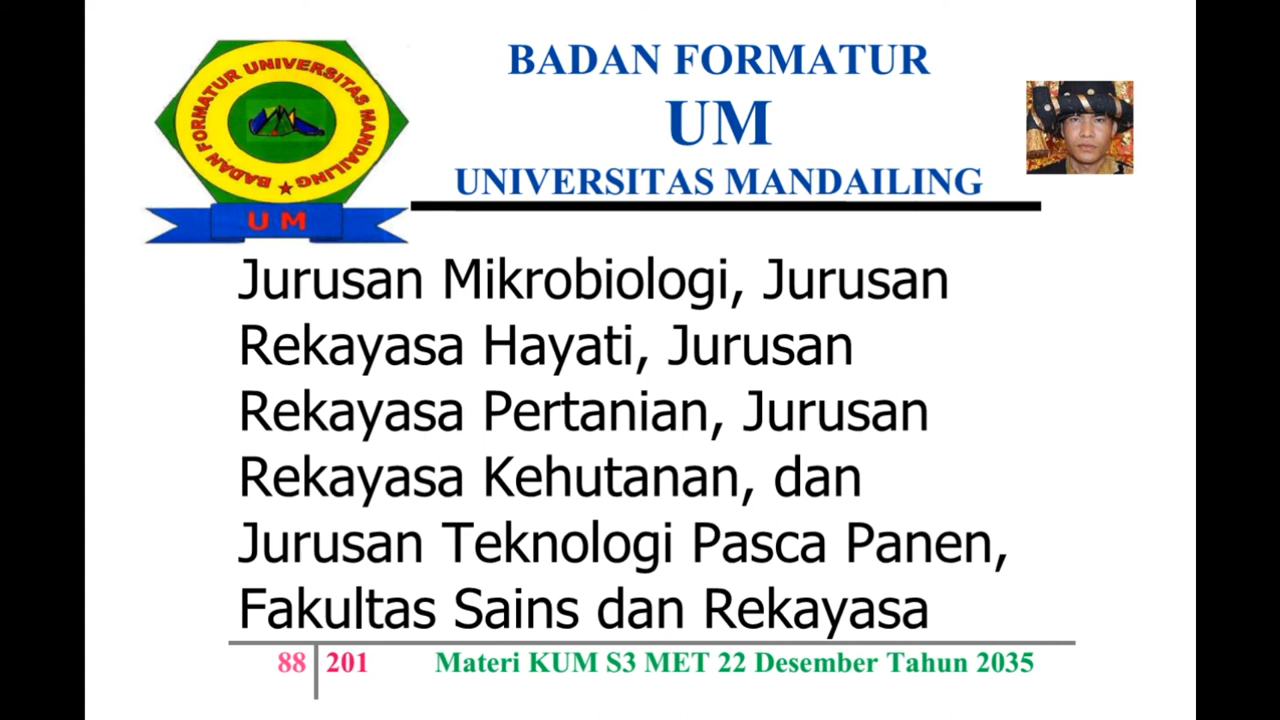 BADAN FORMATUR UNIVERSITAS MANDAILING
U M
BADAN FORMATUR
UM
UNIVERSITAS MANDAILING
Jurusan Mikrobiologi, Jurusan
Rekayasa Hayati, Jurusan
Rekayasa Pertanian, Jurusan
Rekayasa Kehutanan, dan
Jurusan Teknologi Pasca Panen,
Fakultas Sains dan Rekayasa
88 201 Materi KUM S3 MET 22 Desember Tahun 2035